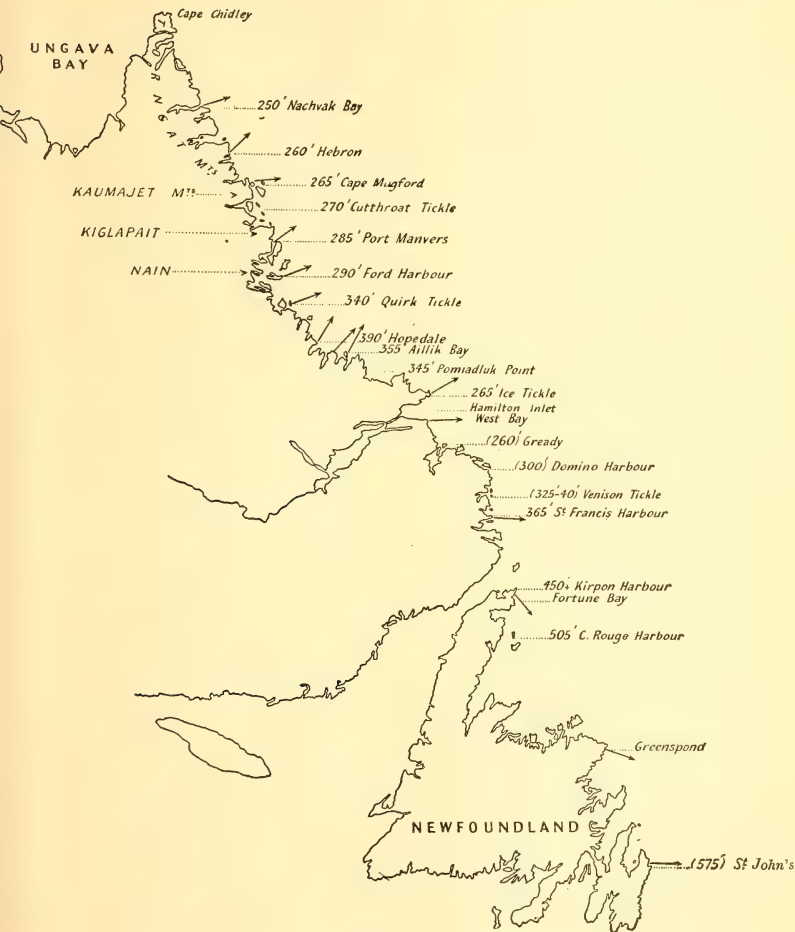 Cape Chidley
UNGAVA
BAY
TORNGAT MTS
250' Nachvak Bay
260' Hebron
265' Cape Mugford
KAUMAJET MTS
270' Cutthroat Tickle
KIGLAPAIT
285' Port Manvers
NAIN
290' Ford Harbour
340' Quirk Tickle
390' Hopedale
355' Aillik Bay
345' Pomiadluk Point
265' Ice Tickle
Hamilton Inlet
West Bay
(260)' Gready
(300)' Domino Harbour
(325-40)' Venison Tickle
365' St Francis Harbour
450+ Kirpon Harbour
Fortune Bay
505' C. Rouge Harbour
Greenspond
NEWFOUNDLAND
(575') St John's